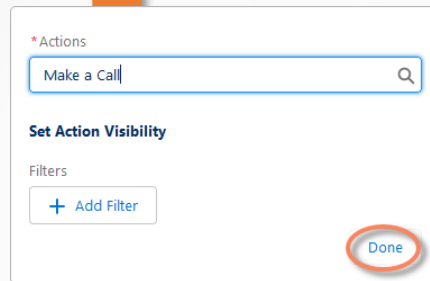 *Actions
Make a Call
Set Action Visibility
Filters
+ Add Filter
Done